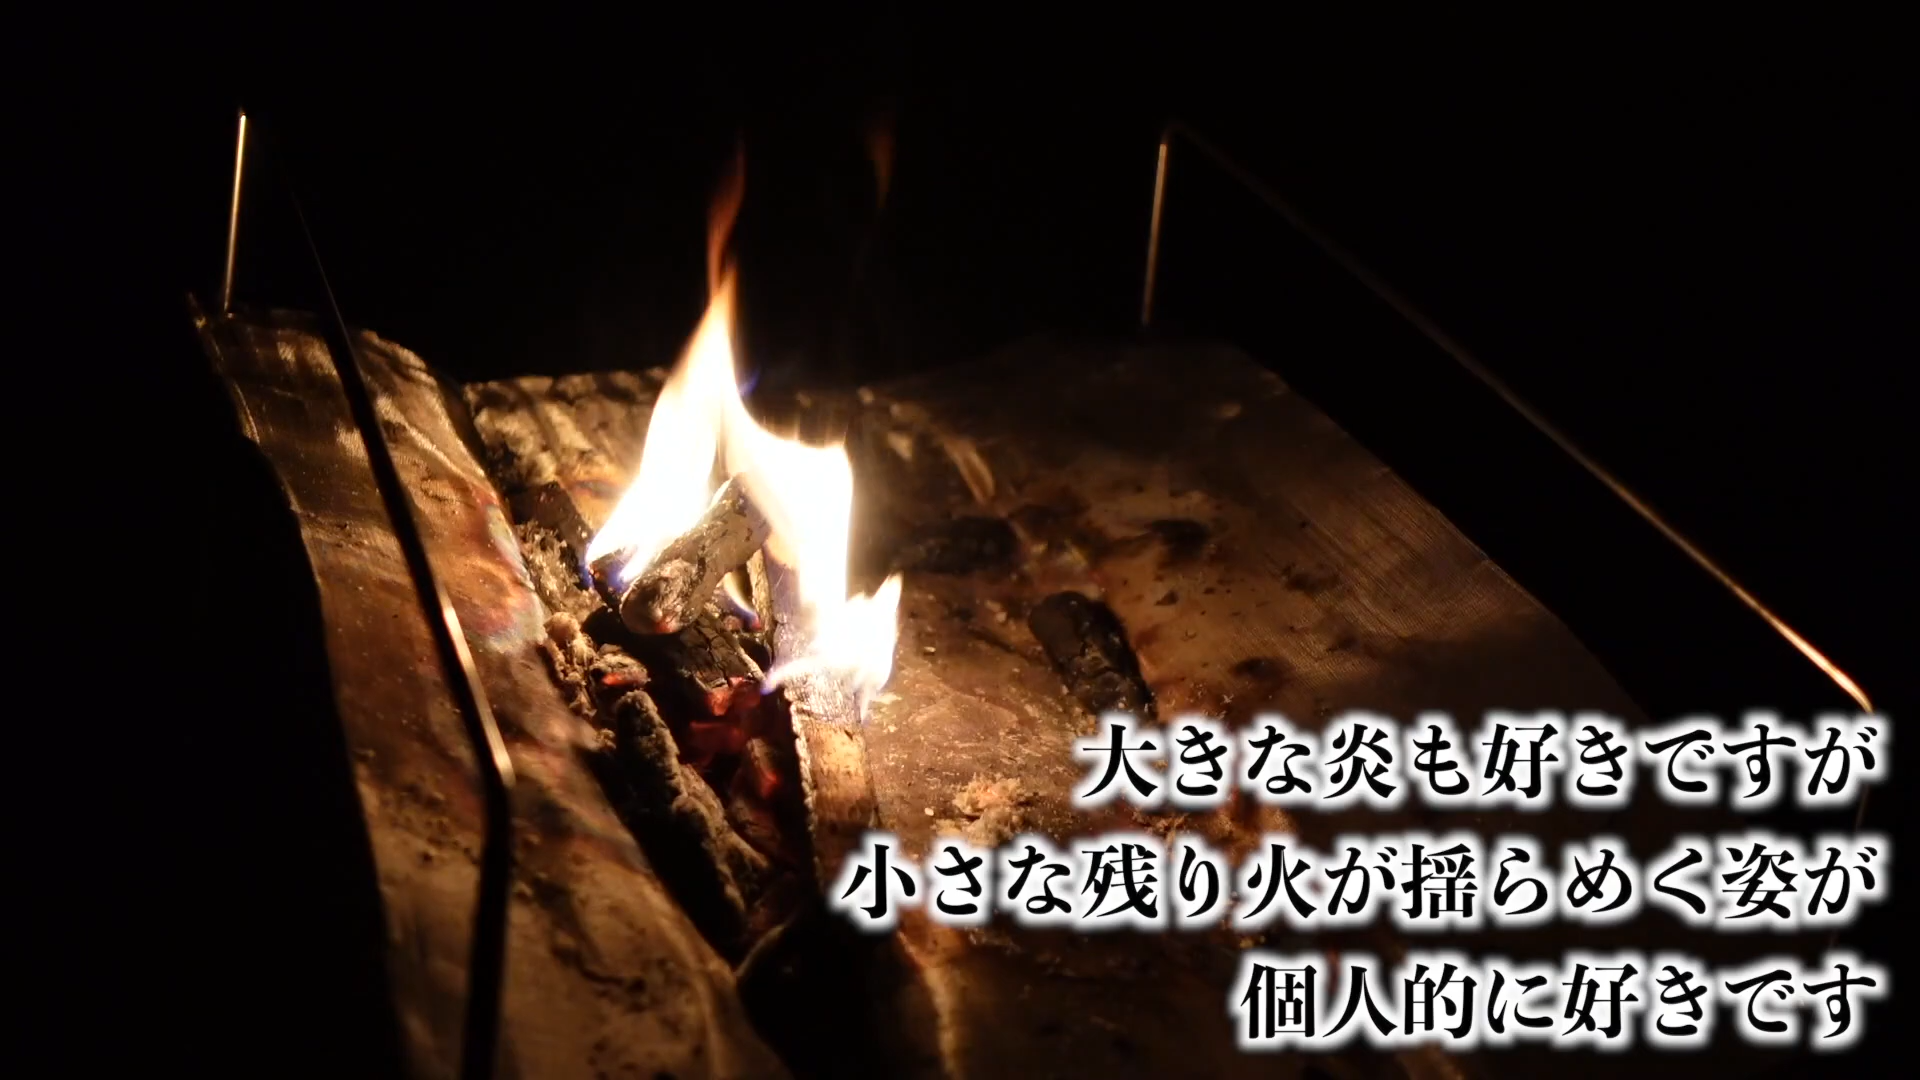 大きな炎も好きですが
小さな残り火が揺らめく姿が
個人的に好きです